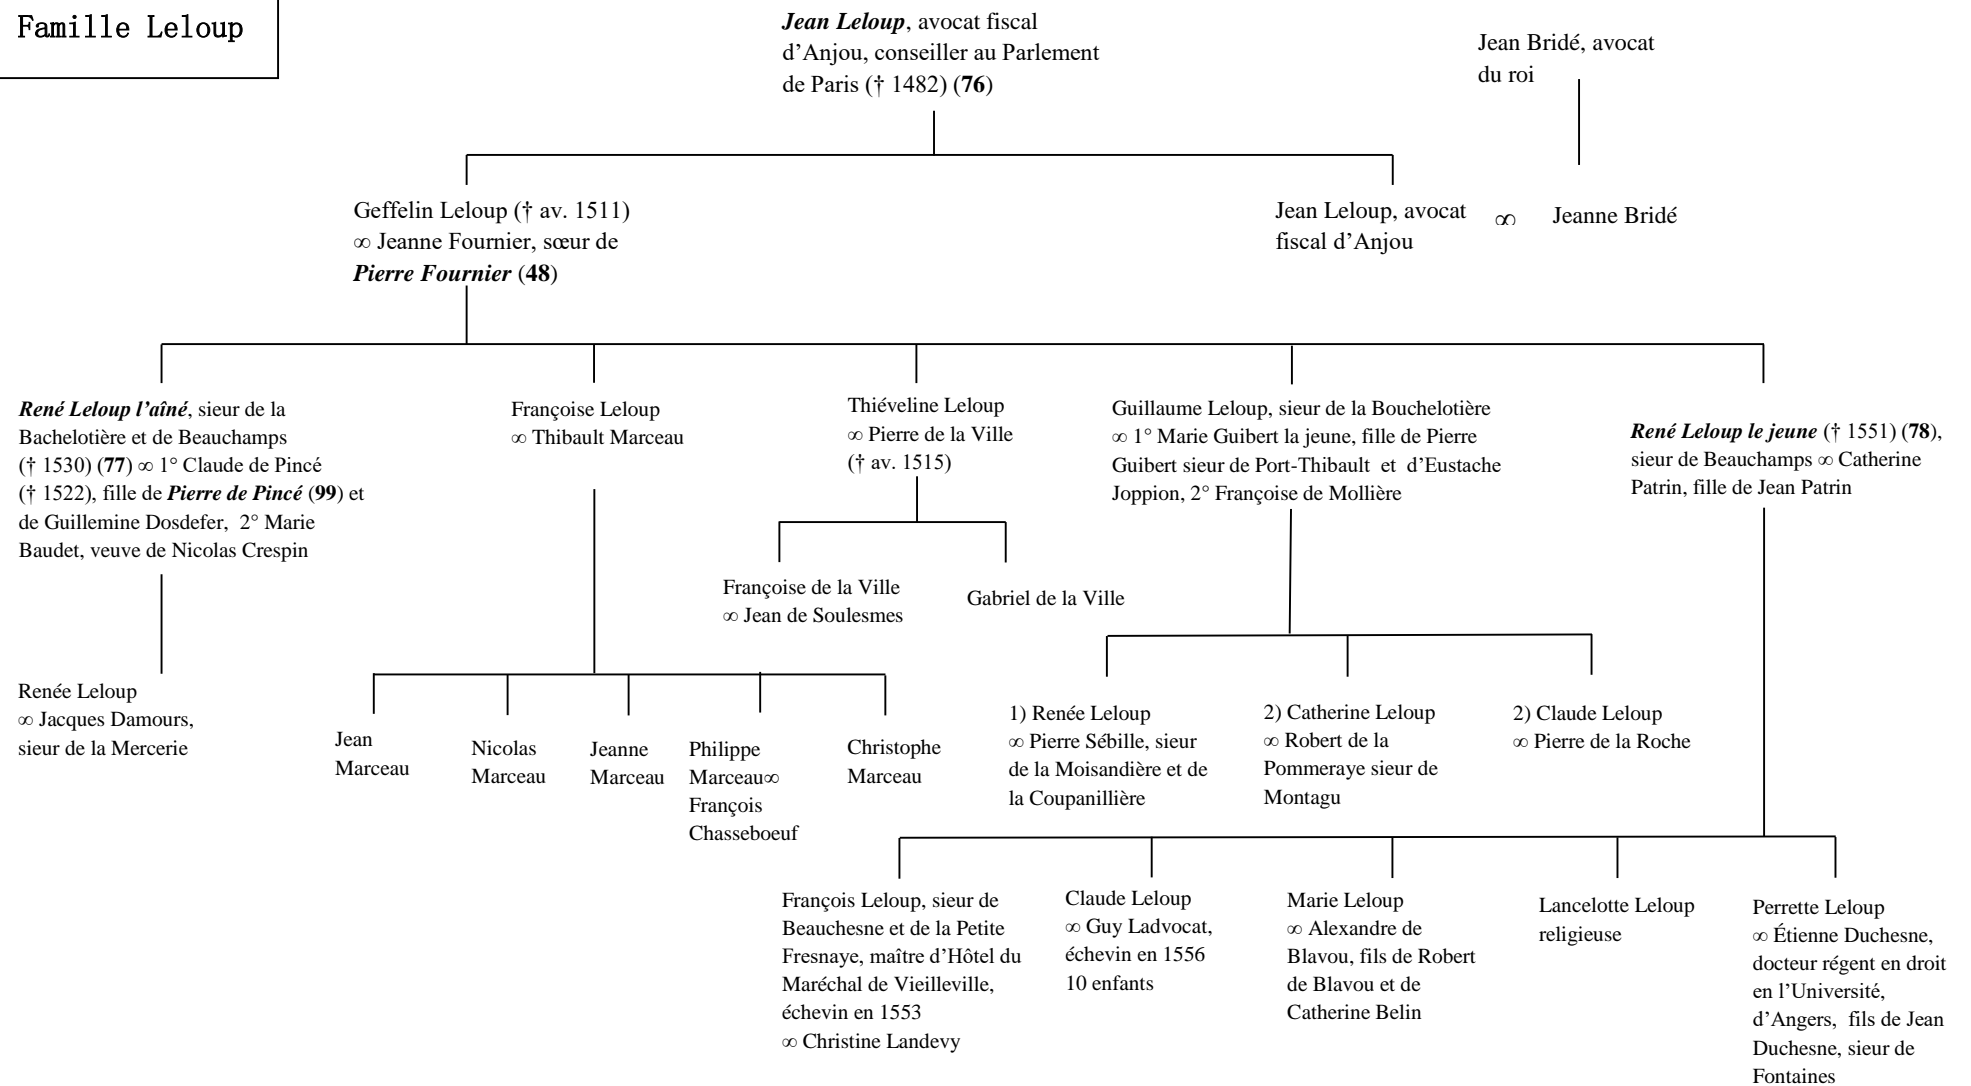 Famille Leloup
Jean Leloup, avocat fiscal
d’Anjou, conseiller au Parlement
de Paris († 1482) (76)
Jean Bridé, avocat
du roi
Geffelin Leloup († av. 1511)
∞ Jeanne Fournier, sœur de
Pierre Fournier (48)
Jean Leloup, avocat
fiscal d’Anjou
∞
Jeanne Bridé
René Leloup l’aîné, sieur de la
Bachelotière et de Beauchamps
(† 1530) (77) ∞ 1° Claude de Pincé
(† 1522), fille de Pierre de Pincé (99) et
de Guillemine Dosdefer, 2° Marie
Baudet, veuve de Nicolas Crespin
Françoise Leloup
∞ Thibault Marceau
Thiéveline Leloup
∞ Pierre de la Ville
(† av. 1515)
Guillaume Leloup, sieur de la Bouchelotière
∞ 1° Marie Guibert la jeune, fille de Pierre
Guibert sieur de Port-Thibault et d’Eustache
Joppion, 2° Françoise de Mollière
René Leloup le jeune († 1551) (78),
sieur de Beauchamps ∞ Catherine
Patrin, fille de Jean Patrin
Françoise de la Ville
∞ Jean de Soulesmes
Gabriel de la Ville
Renée Leloup
∞ Jacques Damours,
sieur de la Mercerie
Jean
Marceau
Nicolas
Marceau
Jeanne
Marceau
Philippe
Marceau∞
François
Chasseboeuf
Christophe
Marceau
1) Renée Leloup
∞ Pierre Sébille, sieur
de la Moisandière et de
la Coupanillière
2) Catherine Leloup
∞ Robert de la
Pommeraye sieur de
Montagu
2) Claude Leloup
∞ Pierre de la Roche
François Leloup, sieur de
Beauchesne et de la Petite
Fresnaye, maître d’Hôtel du
Maréchal de Vieilleville,
échevin en 1553
∞ Christine Landevy
Claude Leloup
∞ Guy Ladvocat,
échevin en 1556
10 enfants
Marie Leloup
∞ Alexandre de
Blavou, fils de Robert
de Blavou et de
Catherine Belin
Lancelotte Leloup
religieuse
Perrette Leloup
∞ Étienne Duchesne,
docteur régent en droit
en l’Université,
d’Angers, fils de Jean
Duchesne, sieur de
Fontaines